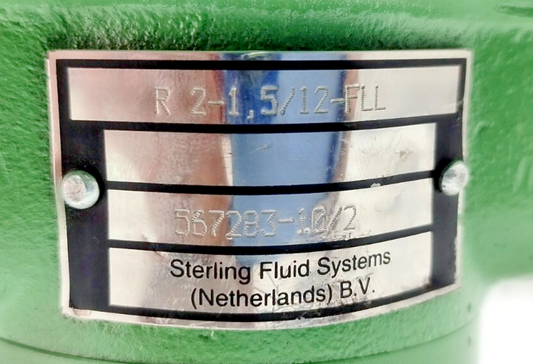 R 2-1,5/12-FLL
567283-10/2
Sterling Fluid Systems
(Netherlands) B.V.